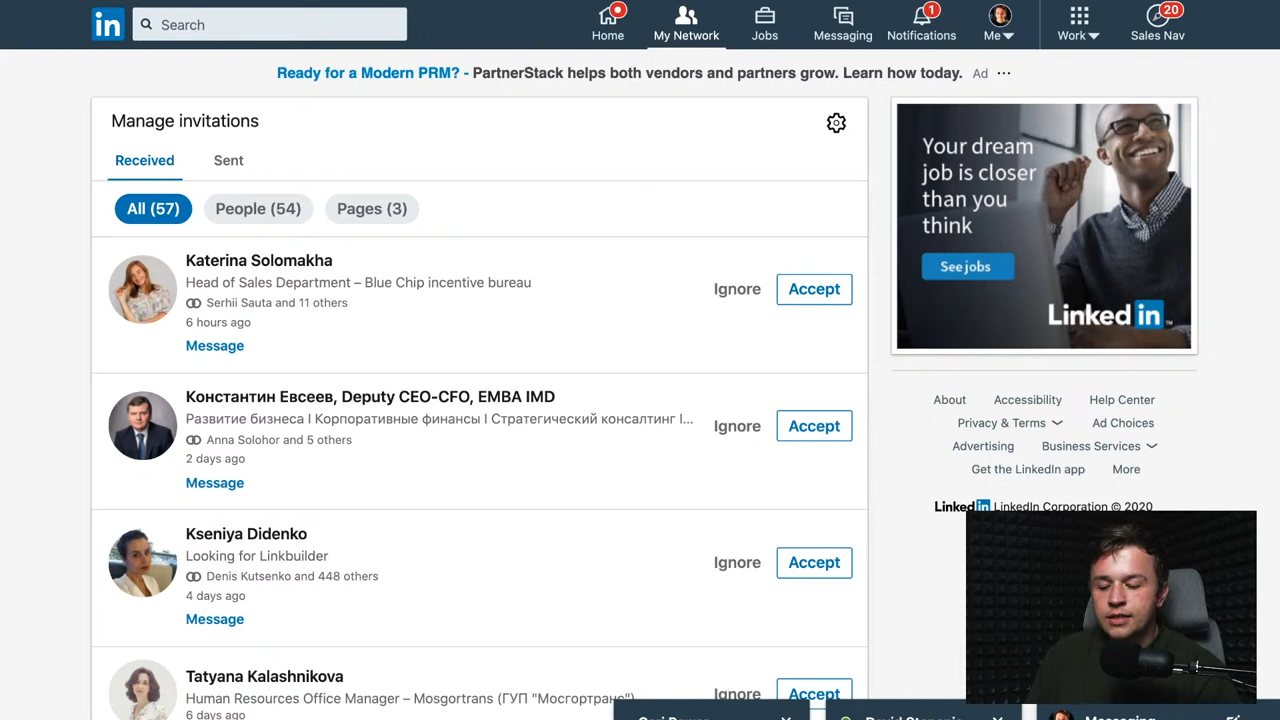 in Search
Home
My Network
Jobs
Messaging
1
Notifications
Me
Work
20
Sales Nav
Ready for a Modern PRM? - PartnerStack helps both vendors and partners grow. Learn how today. Ad ...
Manage invitations
Received Sent
All (57) People (54) Pages (3)
Katerina Solomakha
Head of Sales Department – Blue Chip incentive bureau
Serhii Sauta and 11 others
6 hours ago
Message
Ignore Accept
Константин Евсеев, Deputy CEO-CFO, EMBA IMD
Развитие бизнеса I Корпоративные финансы I Стратегический консалтинг I...
Anna Solohor and 5 others
2 days ago
Message
Ignore Accept
Kseniya Didenko
Looking for Linkbuilder
Denis Kutsenko and 448 others
4 days ago
Message
Ignore Accept
Tatyana Kalashnikova
Human Resources Office Manager – Mosgortrans (ГУП "Мосгортранс")
6 days ago
Ignore Accept
Your dream
job is closer
than you
think
See jobs
Linkedin
About Accessibility Help Center
Privacy & Terms Ad Choices
Advertising Business Services
Get the LinkedIn app More
Linkedin LinkedIn Corporation © 2020
Messaging